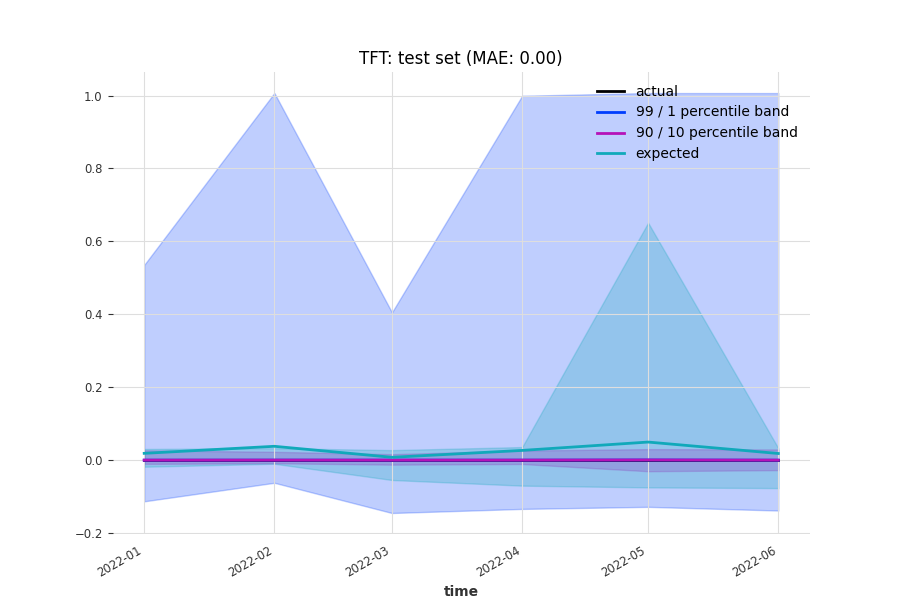 TFT: test set (MAE: 0.00)
actual
99 / 1 percentile band
90 / 10 percentile band
expected
1.0
0.8
0.6
0.4
0.2
0.0
−0.2
2022-01
2022-02
2022-03
2022-04
2022-05
2022-06
time